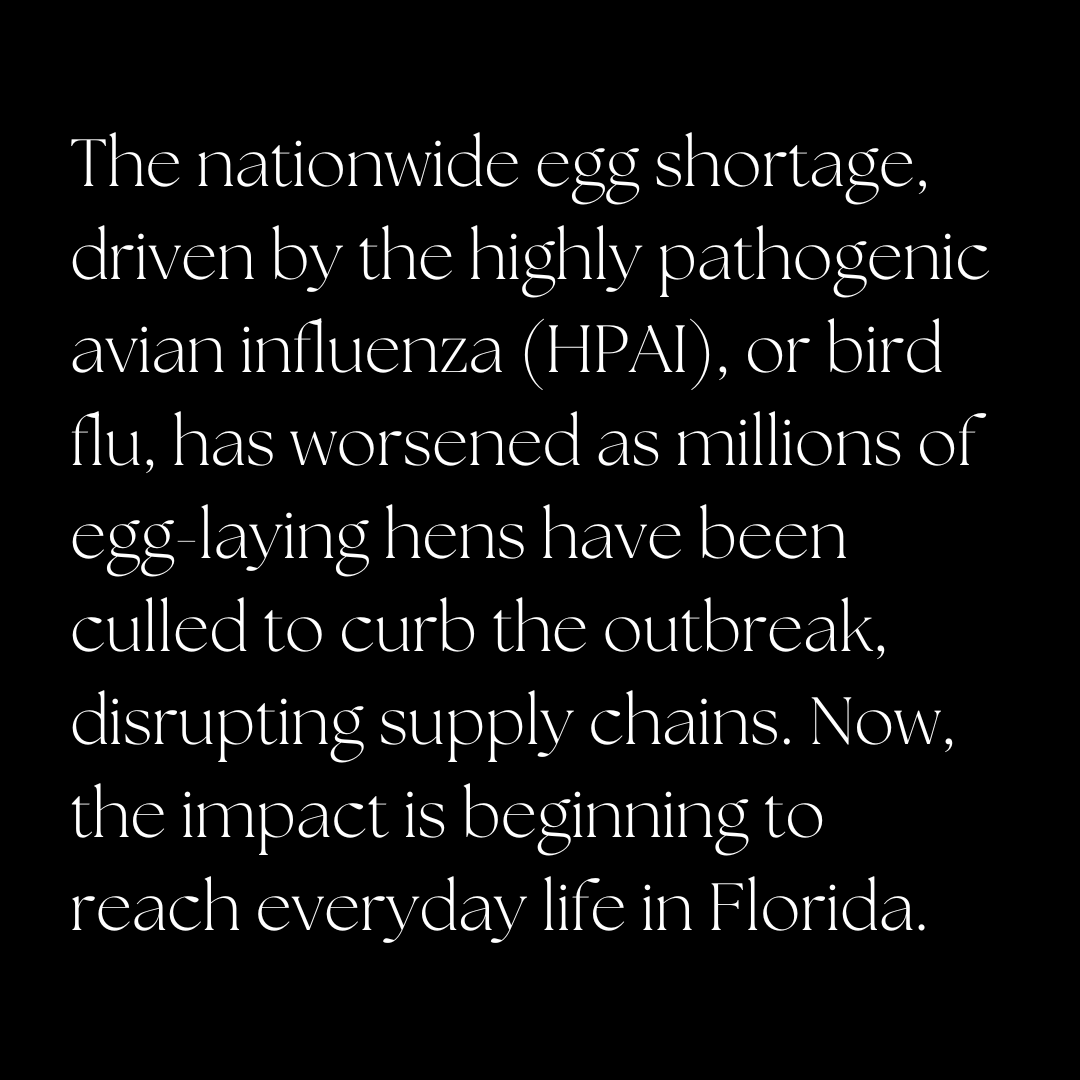 The nationwide egg shortage,
driven by the highly pathogenic
avian influenza (HPAI), or bird
flu, has worsened as millions of
egg-laying hens have been
culled to curb the outbreak,
disrupting supply chains. Now,
the impact is beginning to
reach everyday life in Florida.